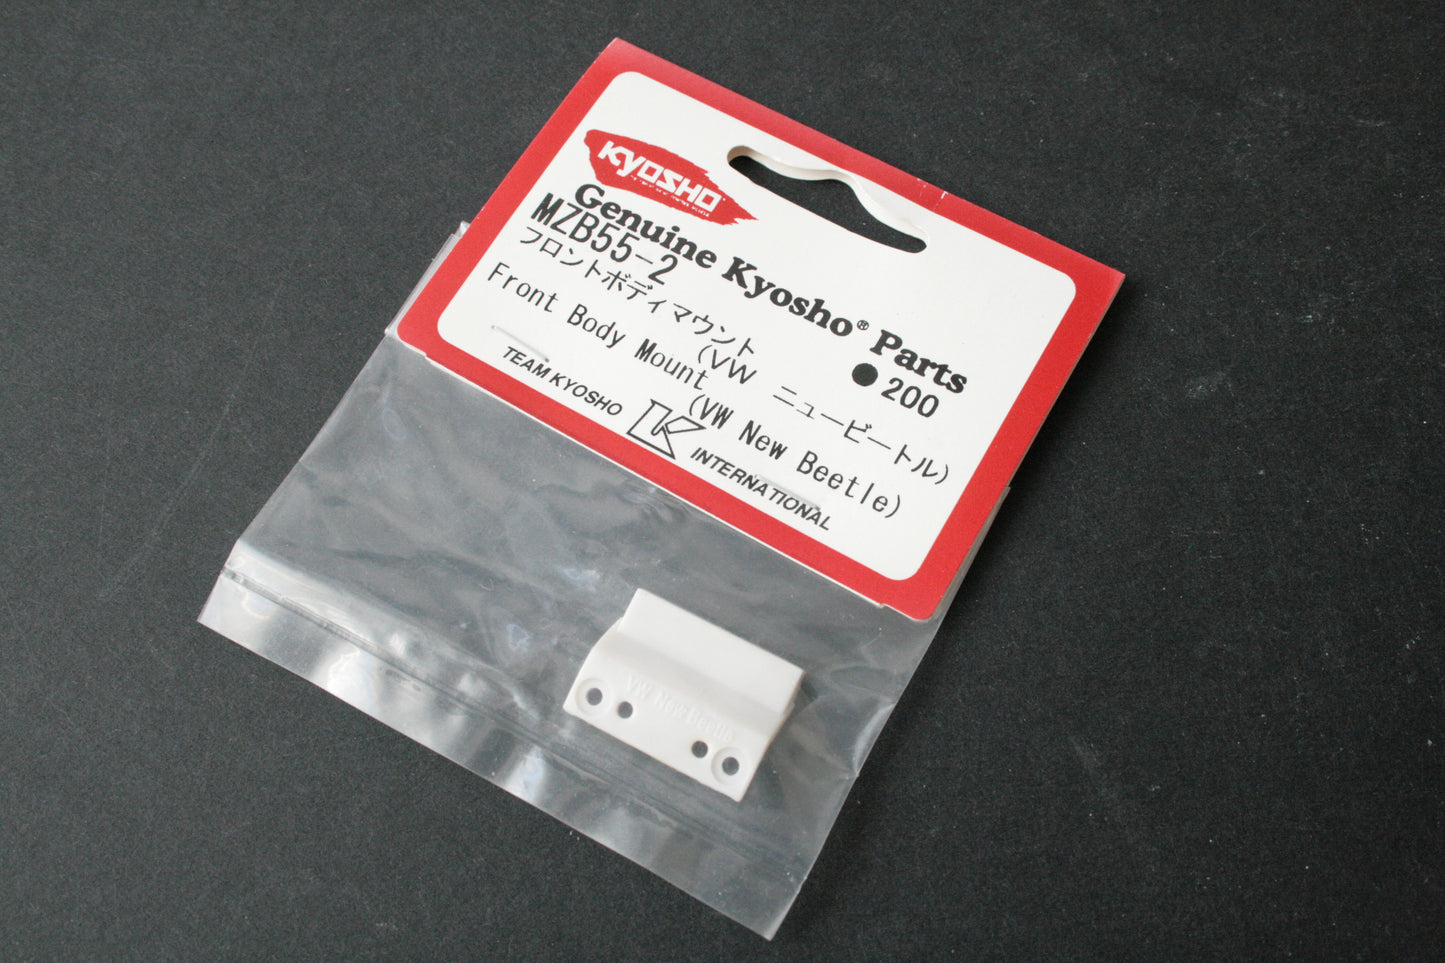 KYOSHO
Genuine Kyosho® Parts
MZB55-2
●200
フロントボディマウント
(VW ニュービートル)
Front Body Mount
(VW New Beetle)
TEAM KYOSHO K INTERNATIONAL
VW New Beetle